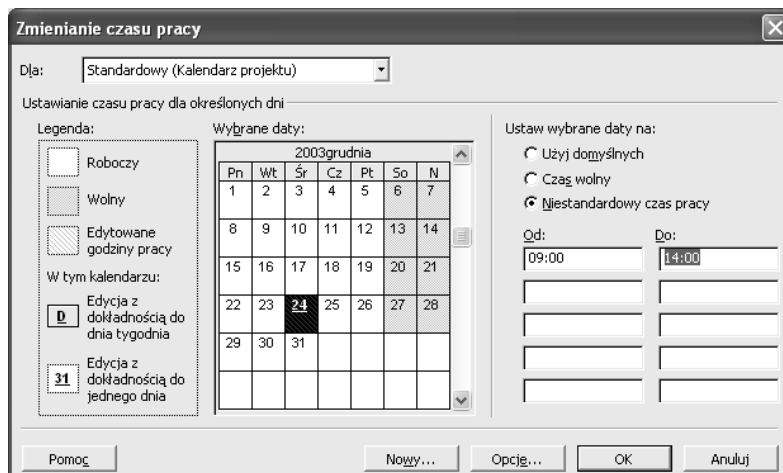 Zmienianie czasu pracy
Dla: Standardowy (Kalendarz projektu)
Ustawianie czasu pracy dla określonych dni
Legenda:
Roboczy
Wolny
Edytowane
godziny pracy
W tym kalendarzu:
D
Edycja z
dokładnością do
dnia tygodnia
31
Edycja z
dokładnością do
jednego dnia
Wybrane daty:
2003grudnia
Pn Wt Śr Cz Pt So N
1 2 3 4 5 6 7
8 9 10 11 12 13 14
15 16 17 18 19 20 21
22 23 24 25 26 27 28
29 30 31
Ustaw wybrane daty na:
Użyj domyślnych
Czas wolny
Niestandardowy czas pracy
Od: Do:
09:00 14:00
Pomoc Nowy... Opcje... OK Anuluj